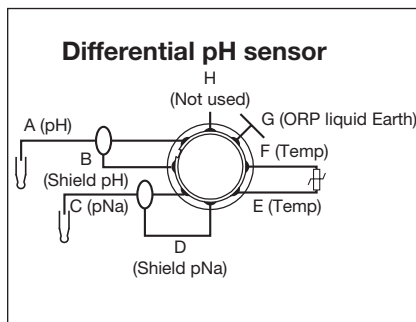 Differential pH sensor
H
(Not used)
G (ORP liquid Earth)
A (pH)
F (Temp)
B
(Shield pH)
C (pNa)
E (Temp)
D
(Shield pNa)